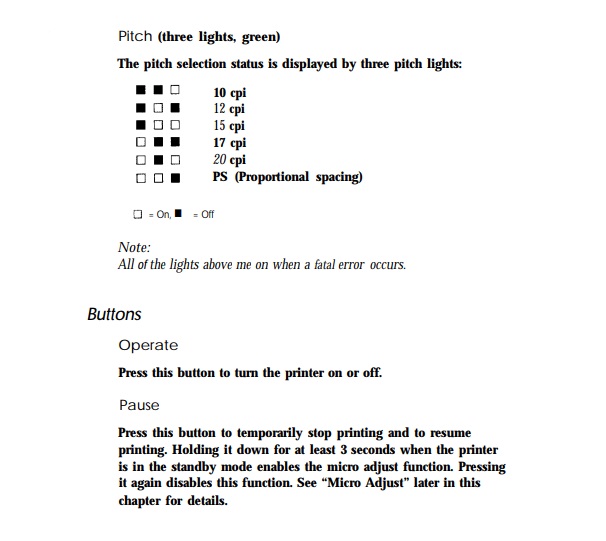 Pitch (three lights, green)
The pitch selection status is displayed by three pitch lights:
■ ■ □ 10 cpi
■ □ ■ 12 cpi
■ □ □ 15 cpi
□ ■ ■ 17 cpi
□ ■ □ 20 cpi
□ □ ■ PS (Proportional spacing)
□ = On, ■ = Off
Note:
All of the lights above me on when a fatal error occurs.
Buttons
Operate
Press this button to turn the printer on or off.
Pause
Press this button to temporarily stop printing and to resume
printing. Holding it down for at least 3 seconds when the printer
is in the standby mode enables the micro adjust function. Pressing
it again disables this function. See “Micro Adjust” later in this
chapter for details.